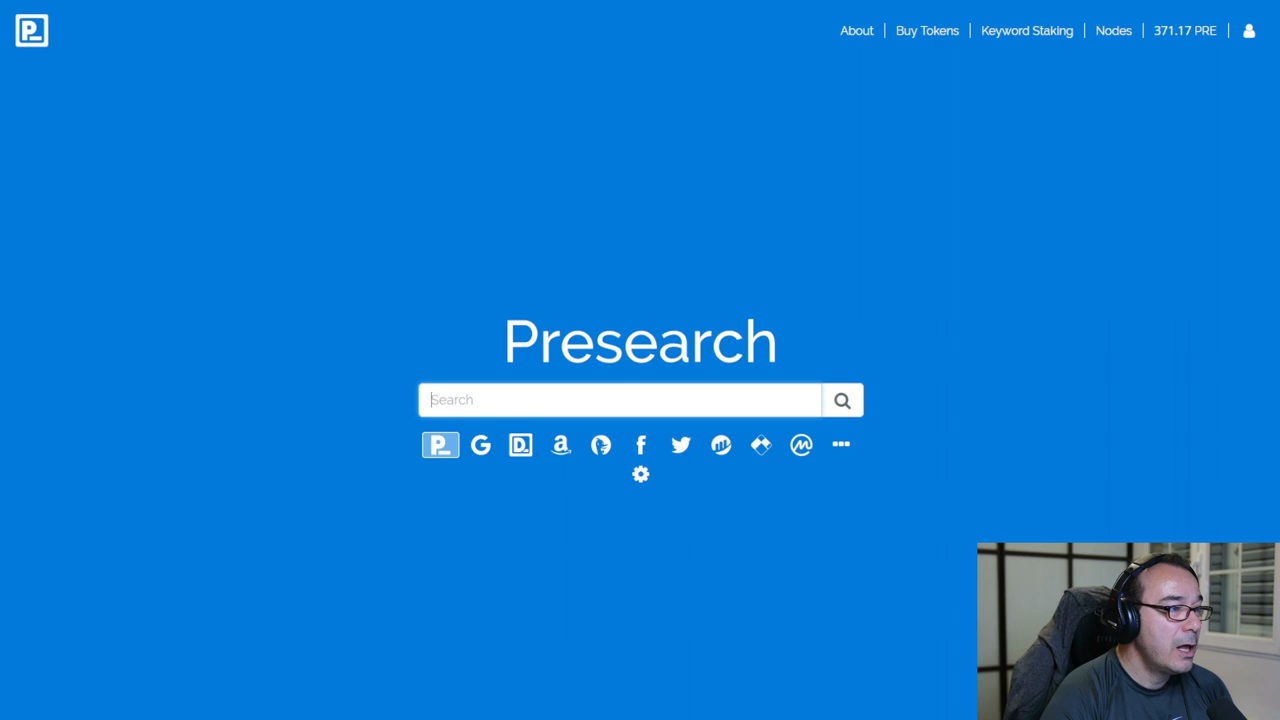 About
Buy Tokens
Keyword Staking
Nodes
371.17 PRE
Presearch
Search